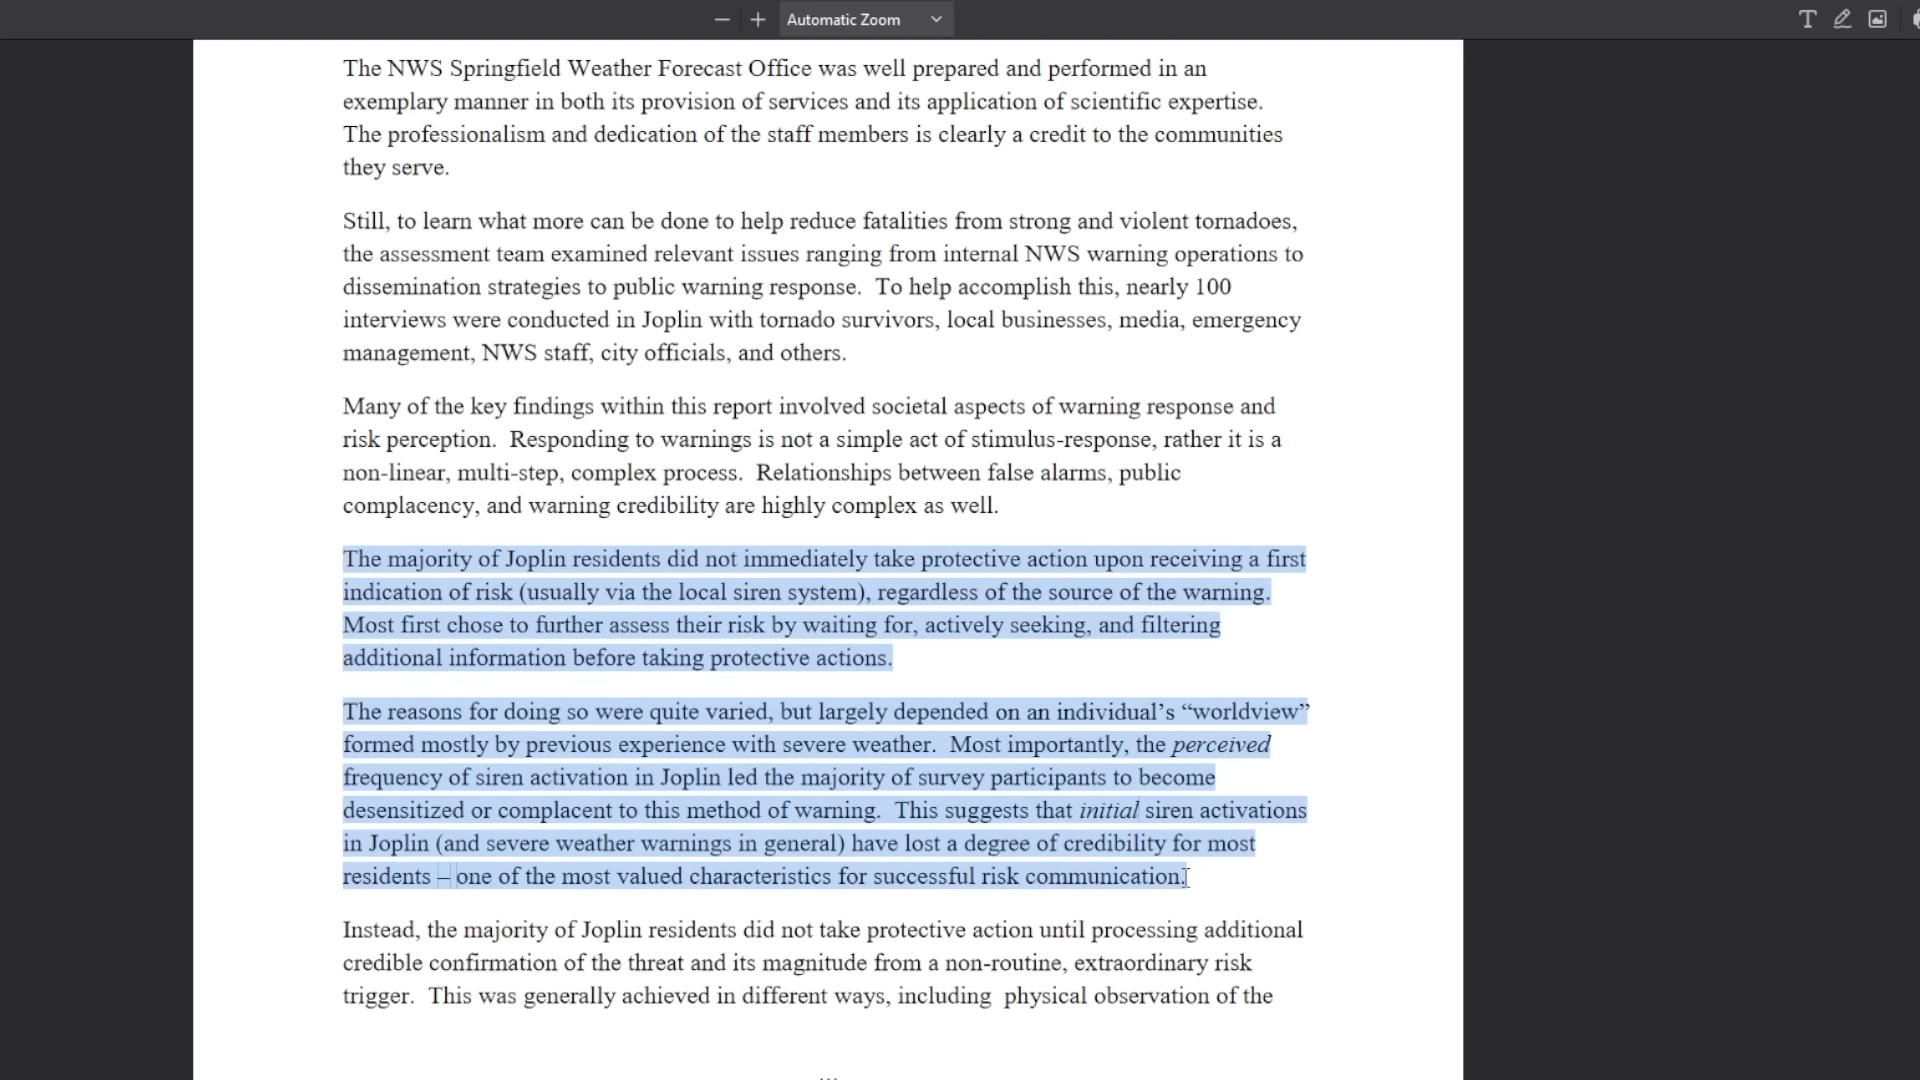 Automatic Zoom
The NWS Springfield Weather Forecast Office was well prepared and performed in an
exemplary manner in both its provision of services and its application of scientific expertise.
The professionalism and dedication of the staff members is clearly a credit to the communities
they serve.
Still, to learn what more can be done to help reduce fatalities from strong and violent tornadoes,
the assessment team examined relevant issues ranging from internal NWS warning operations to
dissemination strategies to public warning response.  To help accomplish this, nearly 100
interviews were conducted in Joplin with tornado survivors, local businesses, media, emergency
management, NWS staff, city officials, and others.
Many of the key findings within this report involved societal aspects of warning response and
risk perception.  Responding to warnings is not a simple act of stimulus-response, rather it is a
non-linear, multi-step, complex process.  Relationships between false alarms, public
complacency, and warning credibility are highly complex as well.
The majority of Joplin residents did not immediately take protective action upon receiving a first
indication of risk (usually via the local siren system), regardless of the source of the warning.
Most first chose to further assess their risk by waiting for, actively seeking, and filtering
additional information before taking protective actions.
The reasons for doing so were quite varied, but largely depended on an individual’s “worldview”
formed mostly by previous experience with severe weather.  Most importantly, the perceived
frequency of siren activation in Joplin led the majority of survey participants to become
desensitized or complacent to this method of warning.  This suggests that initial siren activations
in Joplin (and severe weather warnings in general) have lost a degree of credibility for most
residents – one of the most valued characteristics for successful risk communication.
Instead, the majority of Joplin residents did not take protective action until processing additional
credible confirmation of the threat and its magnitude from a non-routine, extraordinary risk
trigger.  This was generally achieved in different ways, including  physical observation of the